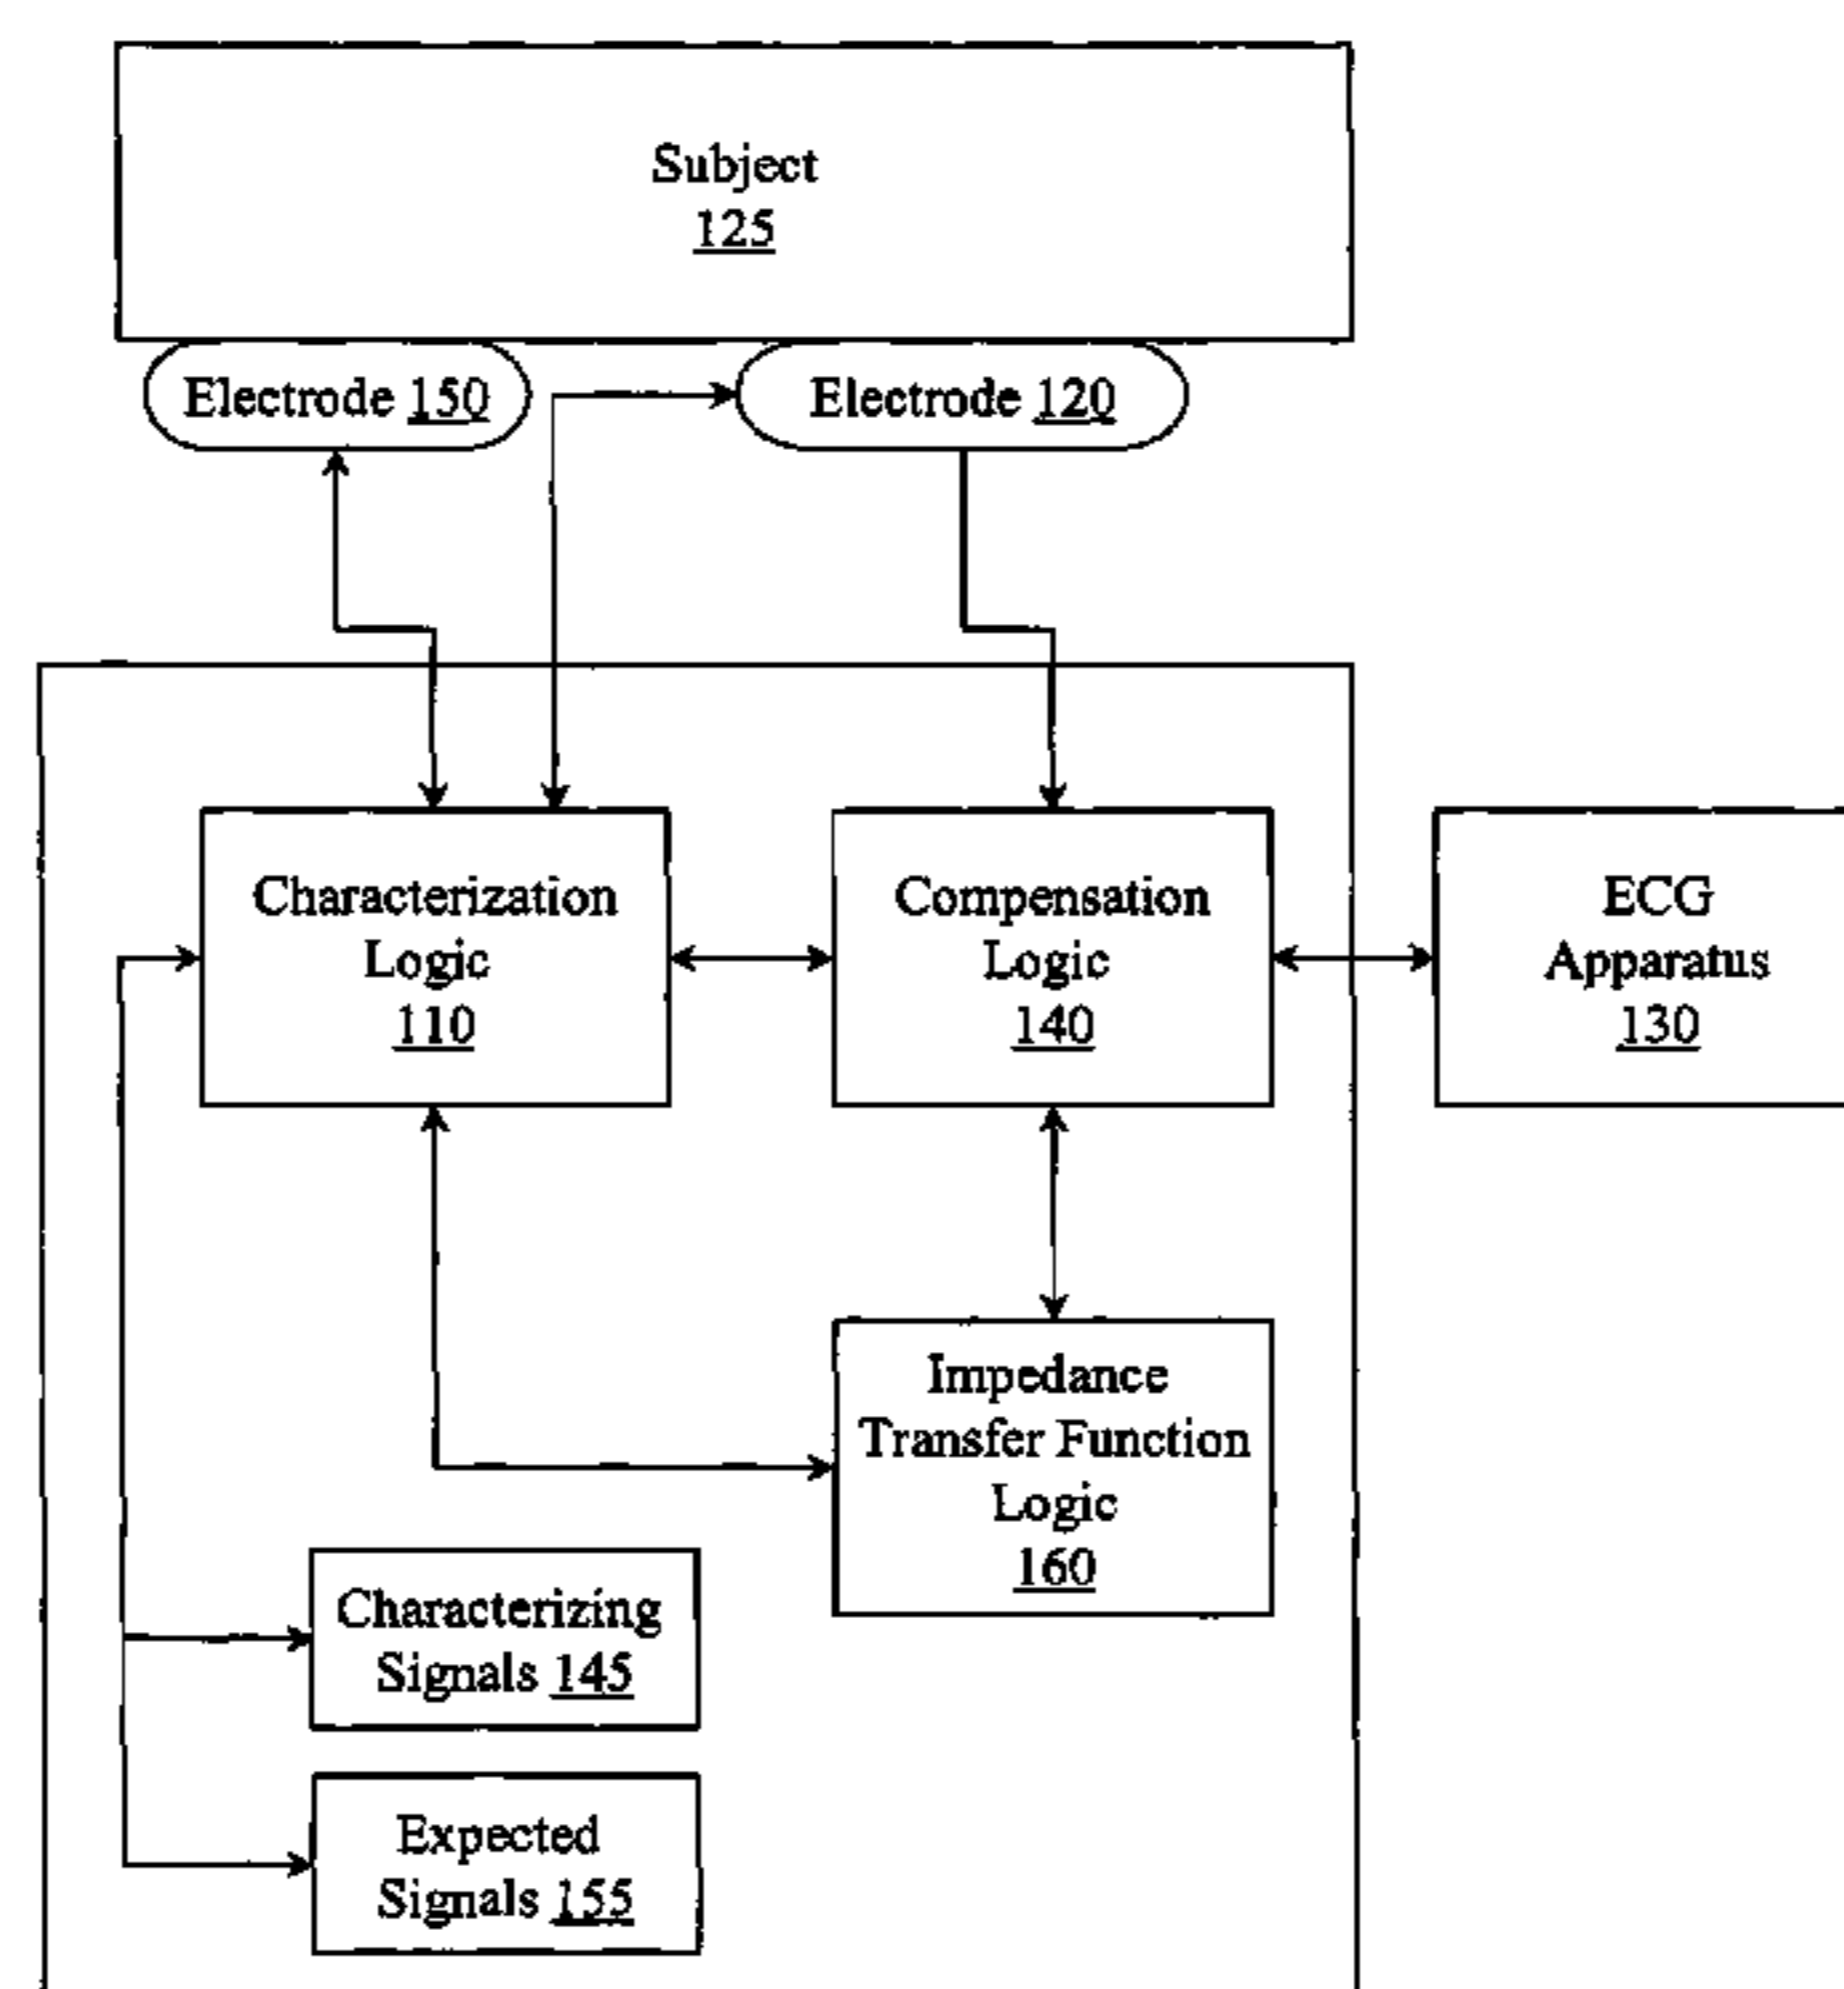 Subject
125
Electrode 150
Electrode 120
Characterization
Logic
110
Compensation
Logic
140
ECG
Apparatus
130
Impedance
Transfer Function
Logic
160
Characterizing
Signals 145
Expected
Signals 155